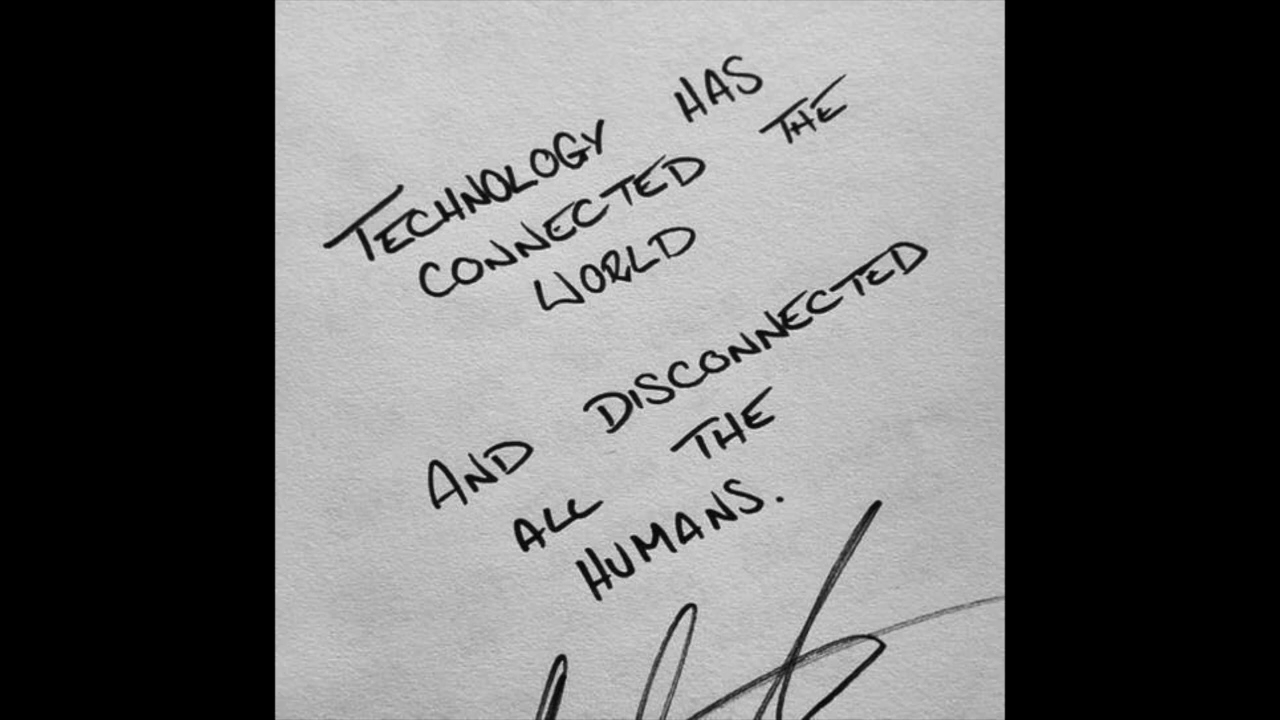 TECHNOLOGY HAS
CONNECTED THE
WORLD
AND DISCONNECTED
ALL THE
HUMANS.